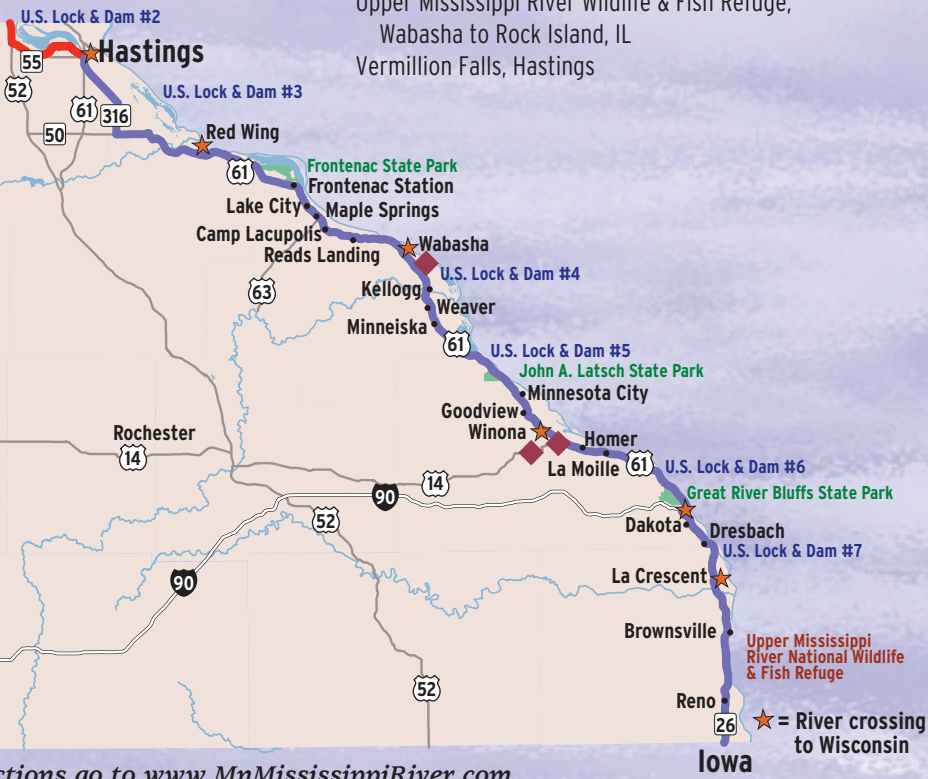 Upper Mississippi River Wildlife & Fish Refuge,
Wabasha to Rock Island, IL
Vermillion Falls, Hastings
U.S. Lock & Dam #2
Hastings
55
52
U.S. Lock & Dam #3
61
316
50
Red Wing
61
Frontenac State Park
Frontenac Station
Lake City
Maple Springs
Camp Lacupolis
Reads Landing
Wabasha
U.S. Lock & Dam #4
63
Kellogg
Weaver
Minneiska
61
U.S. Lock & Dam #5
John A. Latsch State Park
Minnesota City
Goodview
Winona
Rochester
14
Homer
La Moille
61
U.S. Lock & Dam #6
14
90
Great River Bluffs State Park
52
Dakota
Dresbach
U.S. Lock & Dam #7
90
La Crescent
Brownsville
Upper Mississippi
River National Wildlife
& Fish Refuge
52
Reno
26
= River crossing
to Wisconsin
Iowa
ctions go to www.MnMississippiRiver.com